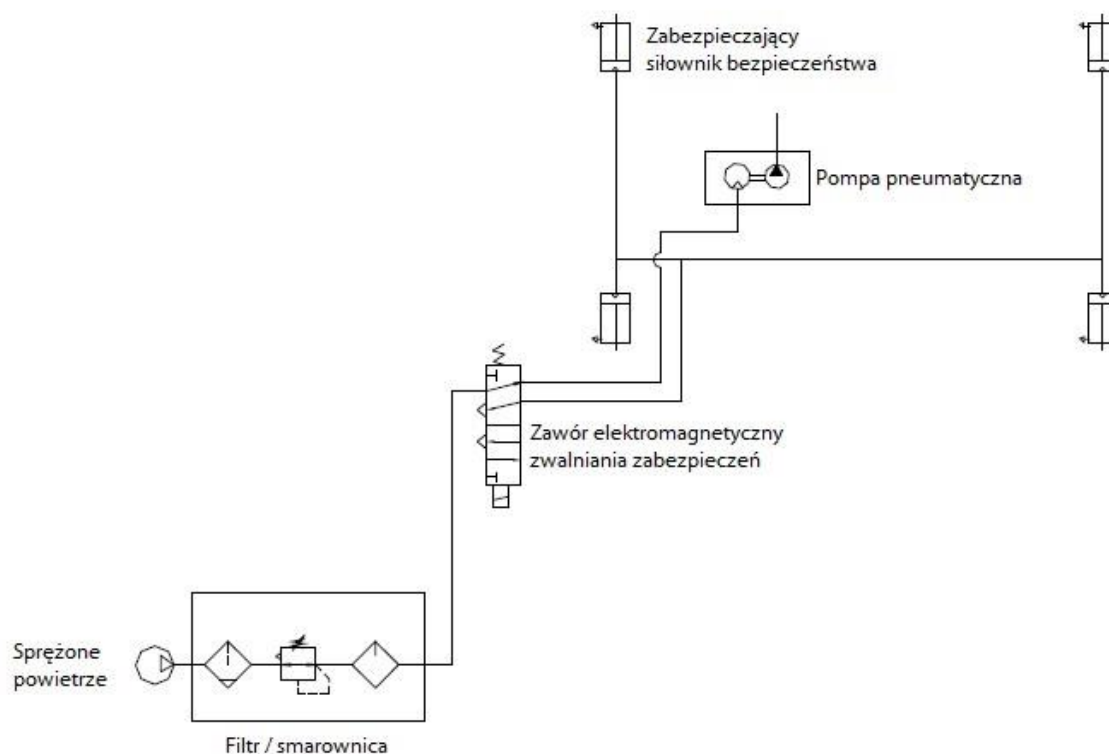 Zabezpieczający
siłownik bezpieczeństwa
Pompa pneumatyczna
Zawór elektromagnetyczny
zwalniania zabezpieczeń
Sprężone
powietrze
Filtr / smarownica